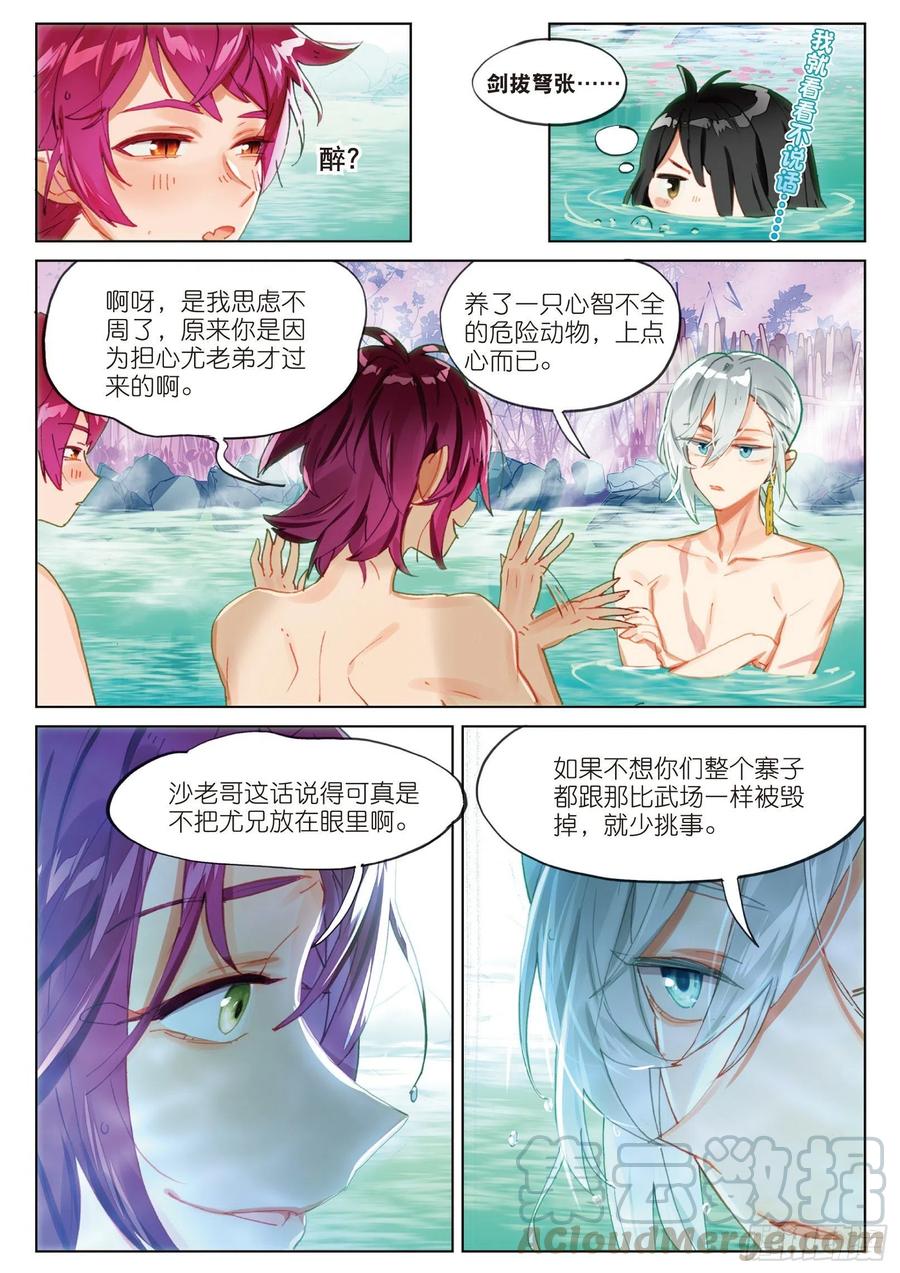 醉?
剑拔弩张……
我就看看不说话……
啊呀，是我思虑不
周了，原来你是因
为担心尤老弟才过
来的啊。
养了一只心智不全
的危险动物，上点
心而已。
沙老哥这话说得可真是
不把尤兄放在眼里啊。
如果不想你们整个寨子
都跟那比武场一样被毁
掉，就少挑事。
集云数据
ACloudMerge.com